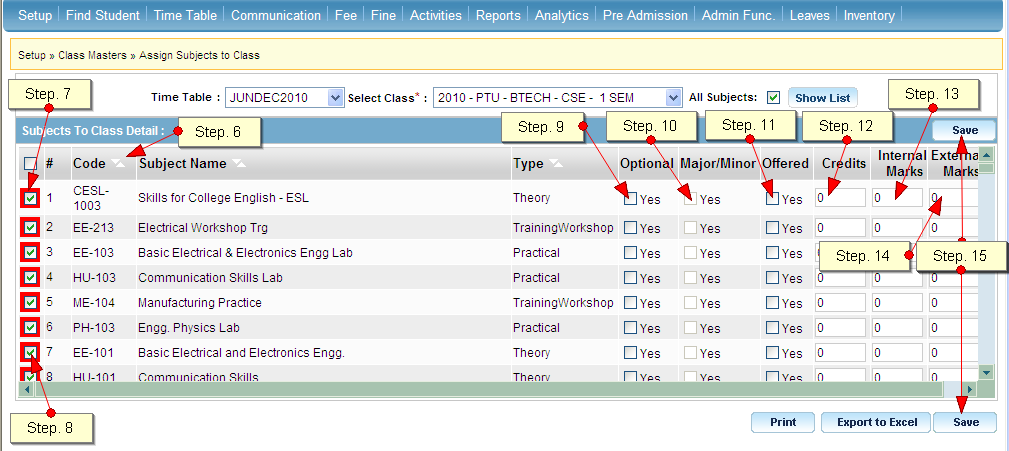 Setup Find Student Time Table Communication Fee Fine Activities Reports Analytics Pre Admission Admin Func. Leaves Inventory
Setup » Class Masters » Assign Subjects to Class
Step. 7 Time Table : JUNDEC2010 Select Class* : 2010 - PTU - BTECH - CSE - 1 SEM All Subjects: Show List Step. 13
Subjects To Class Detail : Step. 6 Step. 9 Step. 10 Step. 11 Step. 12 Save
# Code Subject Name Type Optional Major/Minor Offered Credits Internal Marks External Marks
1 CESL-1003 Skills for College English - ESL Theory Yes Yes Yes 0 0 0
2 EE-213 Electrical Workshop Trg TrainingWorkshop Yes Yes Yes 0 0
3 EE-103 Basic Electrical & Electronics Engg Lab Practical Yes Yes Yes
Step. 14 Step. 15
4 HU-103 Communication Skills Lab Practical Yes Yes Yes 0 0 0
5 ME-104 Manufacturing Practice TrainingWorkshop Yes Yes Yes 0 0 0
6 PH-103 Engg. Physics Lab Practical Yes Yes Yes 0 0 0
7 EE-101 Basic Electrical and Electronics Engg. Theory Yes Yes Yes 0 0 0
8 HU-101 Communication Skills Theory Yes Yes Yes 0 0 0
Step. 8 Print Export to Excel Save